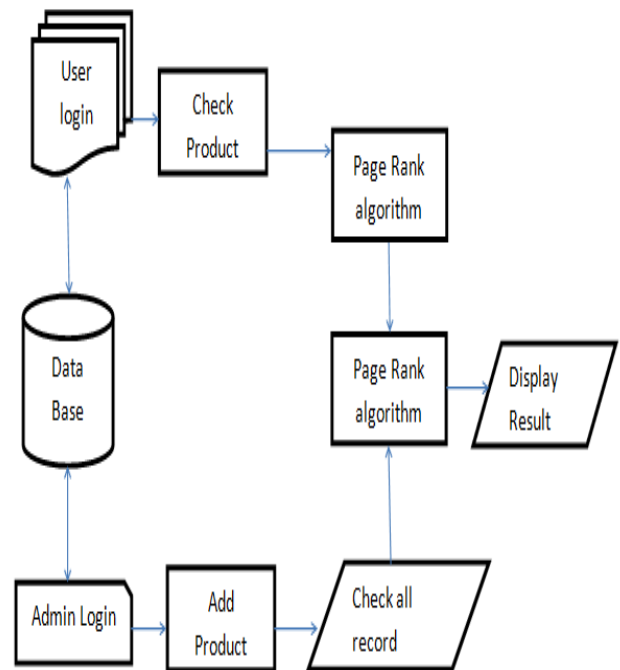 User
login
Check
Product
Page Rank
algorithm
Data
Base
Page Rank
algorithm
Display
Result
Admin Login
Add
Product
Check all
record